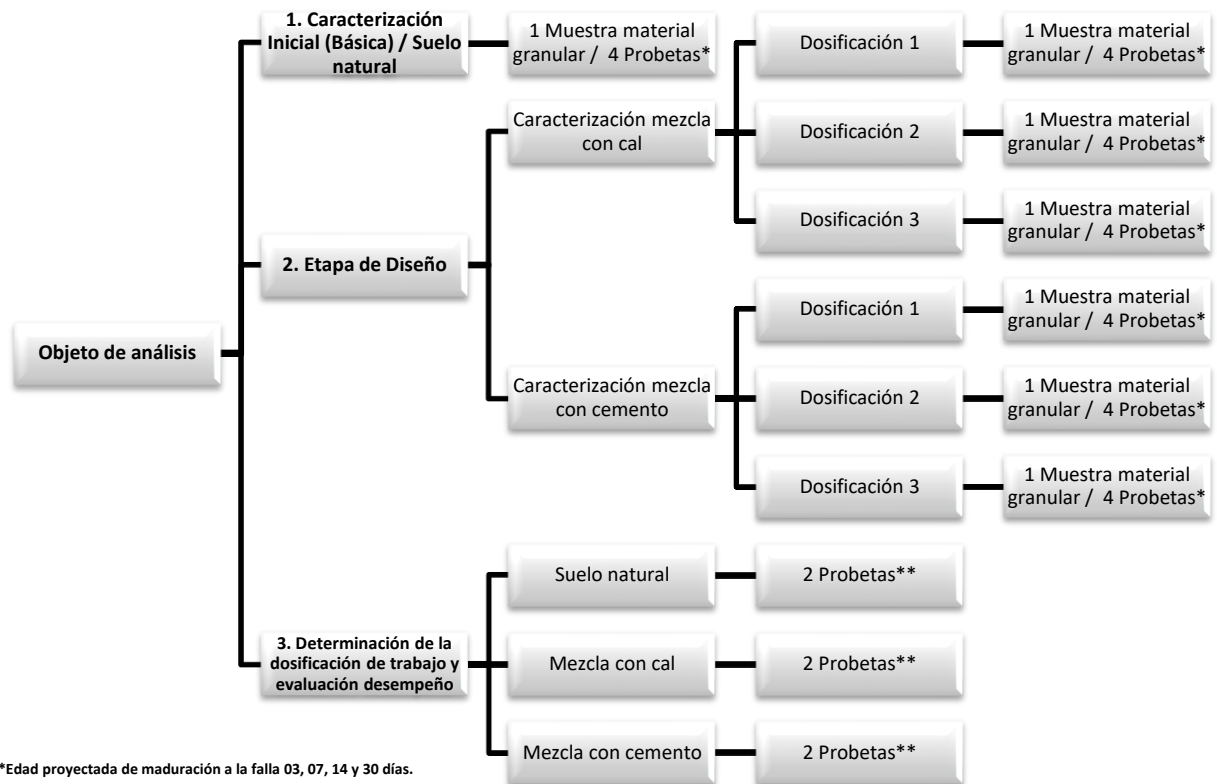 Objeto de análisis
1. Caracterización
Inicial (Básica) / Suelo
natural
1 Muestra material
granular /  4 Probetas*
2. Etapa de Diseño
Caracterización mezcla
con cal
Dosificación 1
1 Muestra material
granular /  4 Probetas*
Dosificación 2
1 Muestra material
granular /  4 Probetas*
Dosificación 3
1 Muestra material
granular /  4 Probetas*
Caracterización mezcla
con cemento
Dosificación 1
1 Muestra material
granular /  4 Probetas*
Dosificación 2
1 Muestra material
granular /  4 Probetas*
Dosificación 3
1 Muestra material
granular /  4 Probetas*
3. Determinación de la
dosificación de trabajo y
evaluación desempeño
Suelo natural
2 Probetas**
Mezcla con cal
2 Probetas**
Mezcla con cemento
2 Probetas**
*Edad proyectada de maduración a la falla 03, 07, 14 y 30 días.